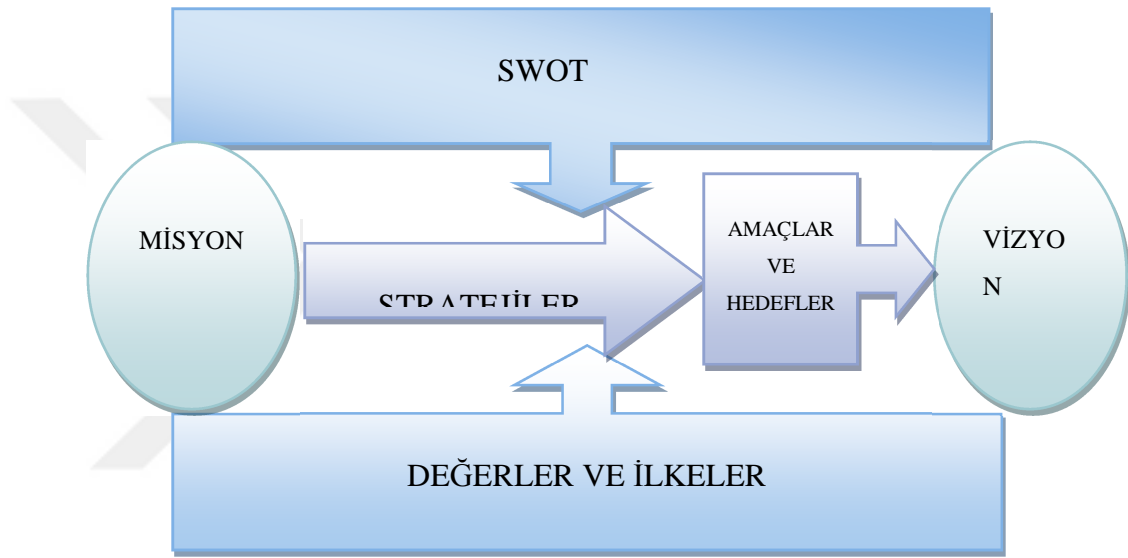 SWOT
MİSYON
STRATEJİLER
AMAÇLAR
VE
HEDEFLER
VİZYO
N
DEĞERLER VE İLKELER